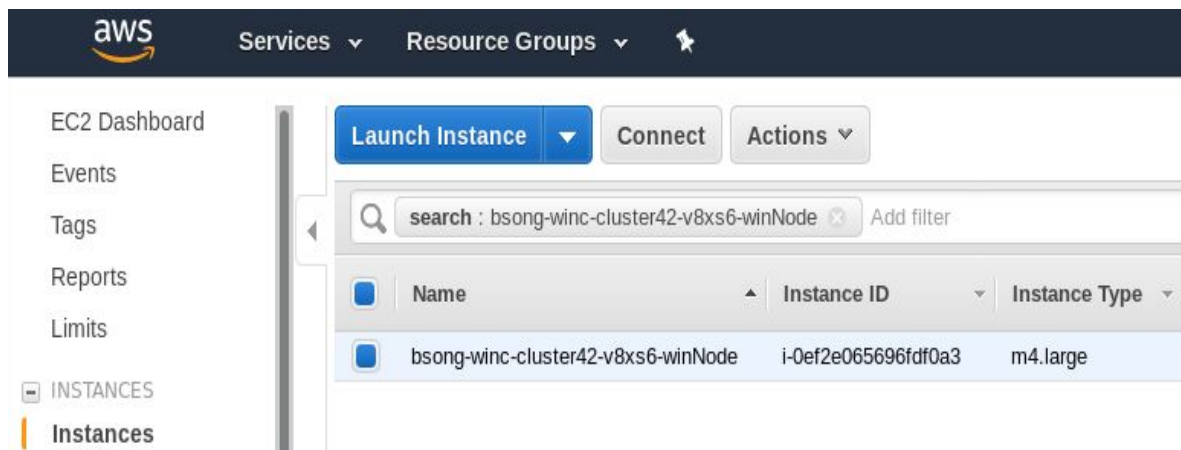 aws Services Resource Groups
EC2 Dashboard
Events
Tags
Reports
Limits
INSTANCES
Instances
Launch Instance Connect Actions
search : bsong-winc-cluster42-v8xs6-winNode Add filter
Name Instance ID Instance Type
bsong-winc-cluster42-v8xs6-winNode i-0ef2e065696fdf0a3 m4.large